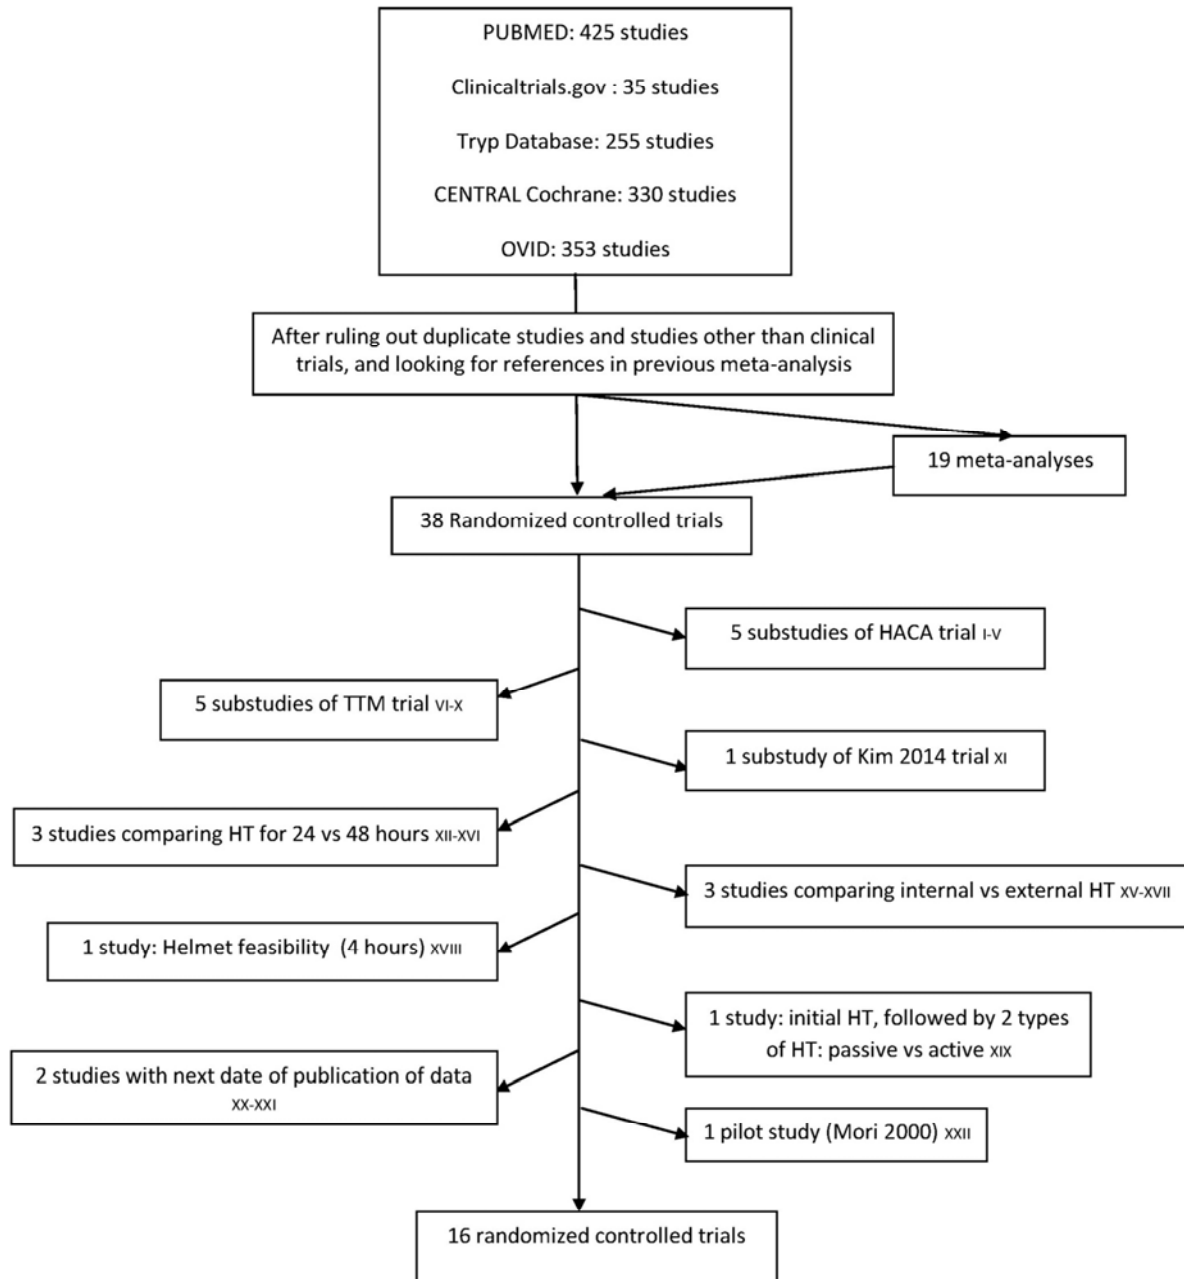 PUBMED: 425 studies
Clinicaltrials.gov : 35 studies
Tryp Database: 255 studies
CENTRAL Cochrane: 330 studies
OVID: 353 studies
After ruling out duplicate studies and studies other than clinical
trials, and looking for references in previous meta-analysis
19 meta-analyses
38 Randomized controlled trials
5 substudies of HACA trial I-V
5 substudies of TTM trial VI-X
1 substudy of Kim 2014 trial XI
3 studies comparing HT for 24 vs 48 hours XII-XVI
3 studies comparing internal vs external HT XV-XVII
1 study: Helmet feasibility (4 hours) XVIII
1 study: initial HT, followed by 2 types
of HT: passive vs active XIX
2 studies with next date of publication of data
XX-XXI
1 pilot study (Mori 2000) XXII
16 randomized controlled trials